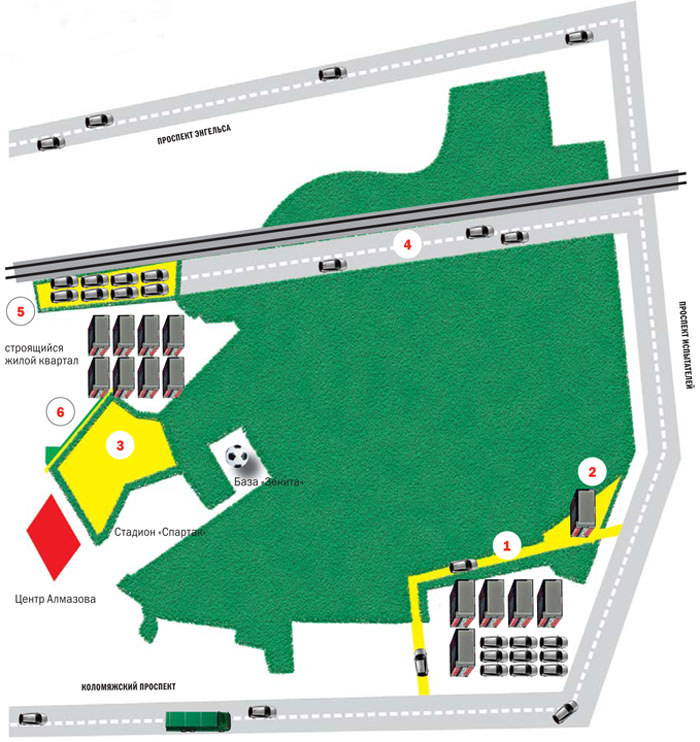 ПРОСПЕКТ ЭНГЕЛЬСА
4
ПРОСПЕКТ ИСПЫТАТЕЛЕЙ
5
строящийся
жилой квартал
6
3
База «Зенита»
2
Стадион «Спартак»
1
Центр Алмазова
КОЛОМЯЖСКИЙ ПРОСПЕКТ